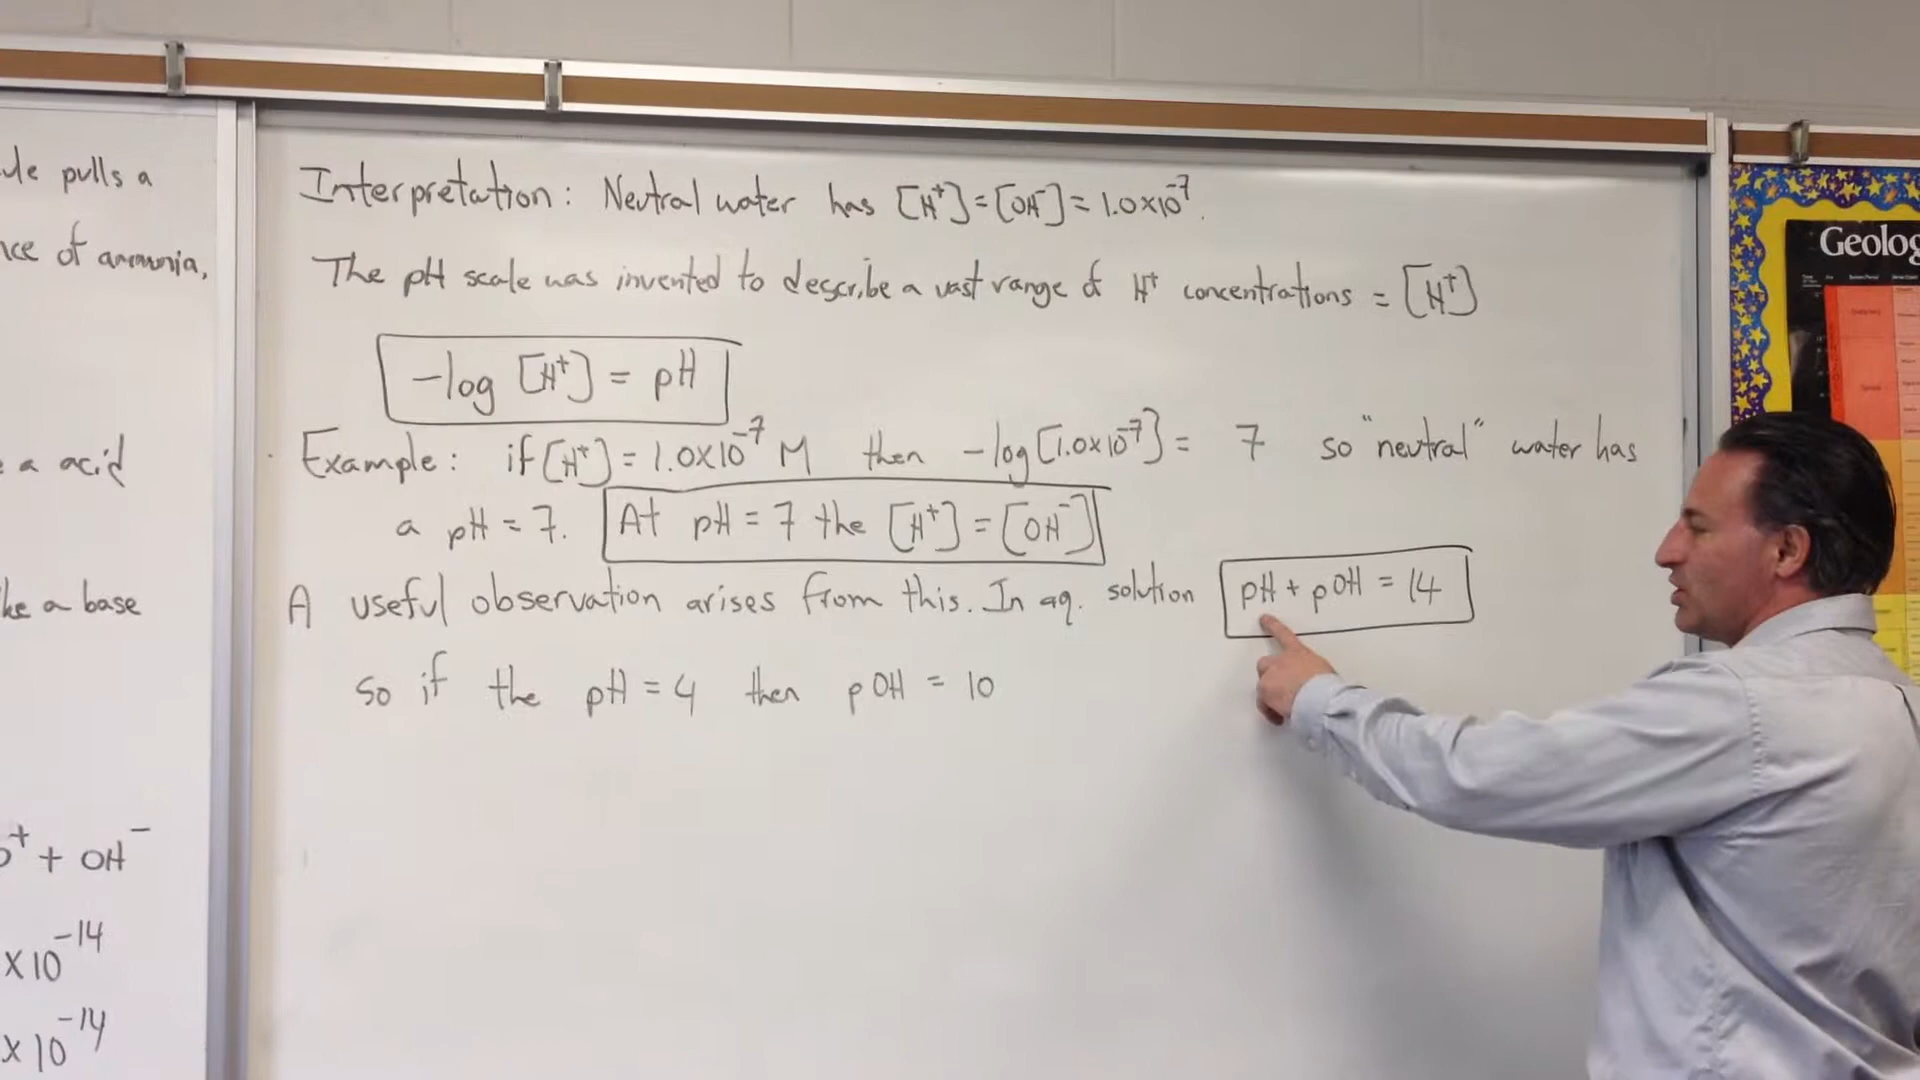 pulls a
of ammonia,
a acid
a base
+ OH⁻
x10⁻¹⁴
x10⁻¹⁴
Interpretation: Neutral water has [H⁺]=[OH⁻]=1.0x10⁻⁷.
The pH scale was invented to describe a vast range of H⁺ concentrations = [H⁺]
-log [H⁺] = pH
Example: if [H⁺]=1.0x10⁻⁷ M then -log[1.0x10⁻⁷]= 7 so "neutral" water has
a pH = 7. At pH = 7 the [H⁺] = [OH⁻]
A useful observation arises from this. In aq. solution pH + pOH = 14
so if the pH = 4 then pOH = 10
Geolog